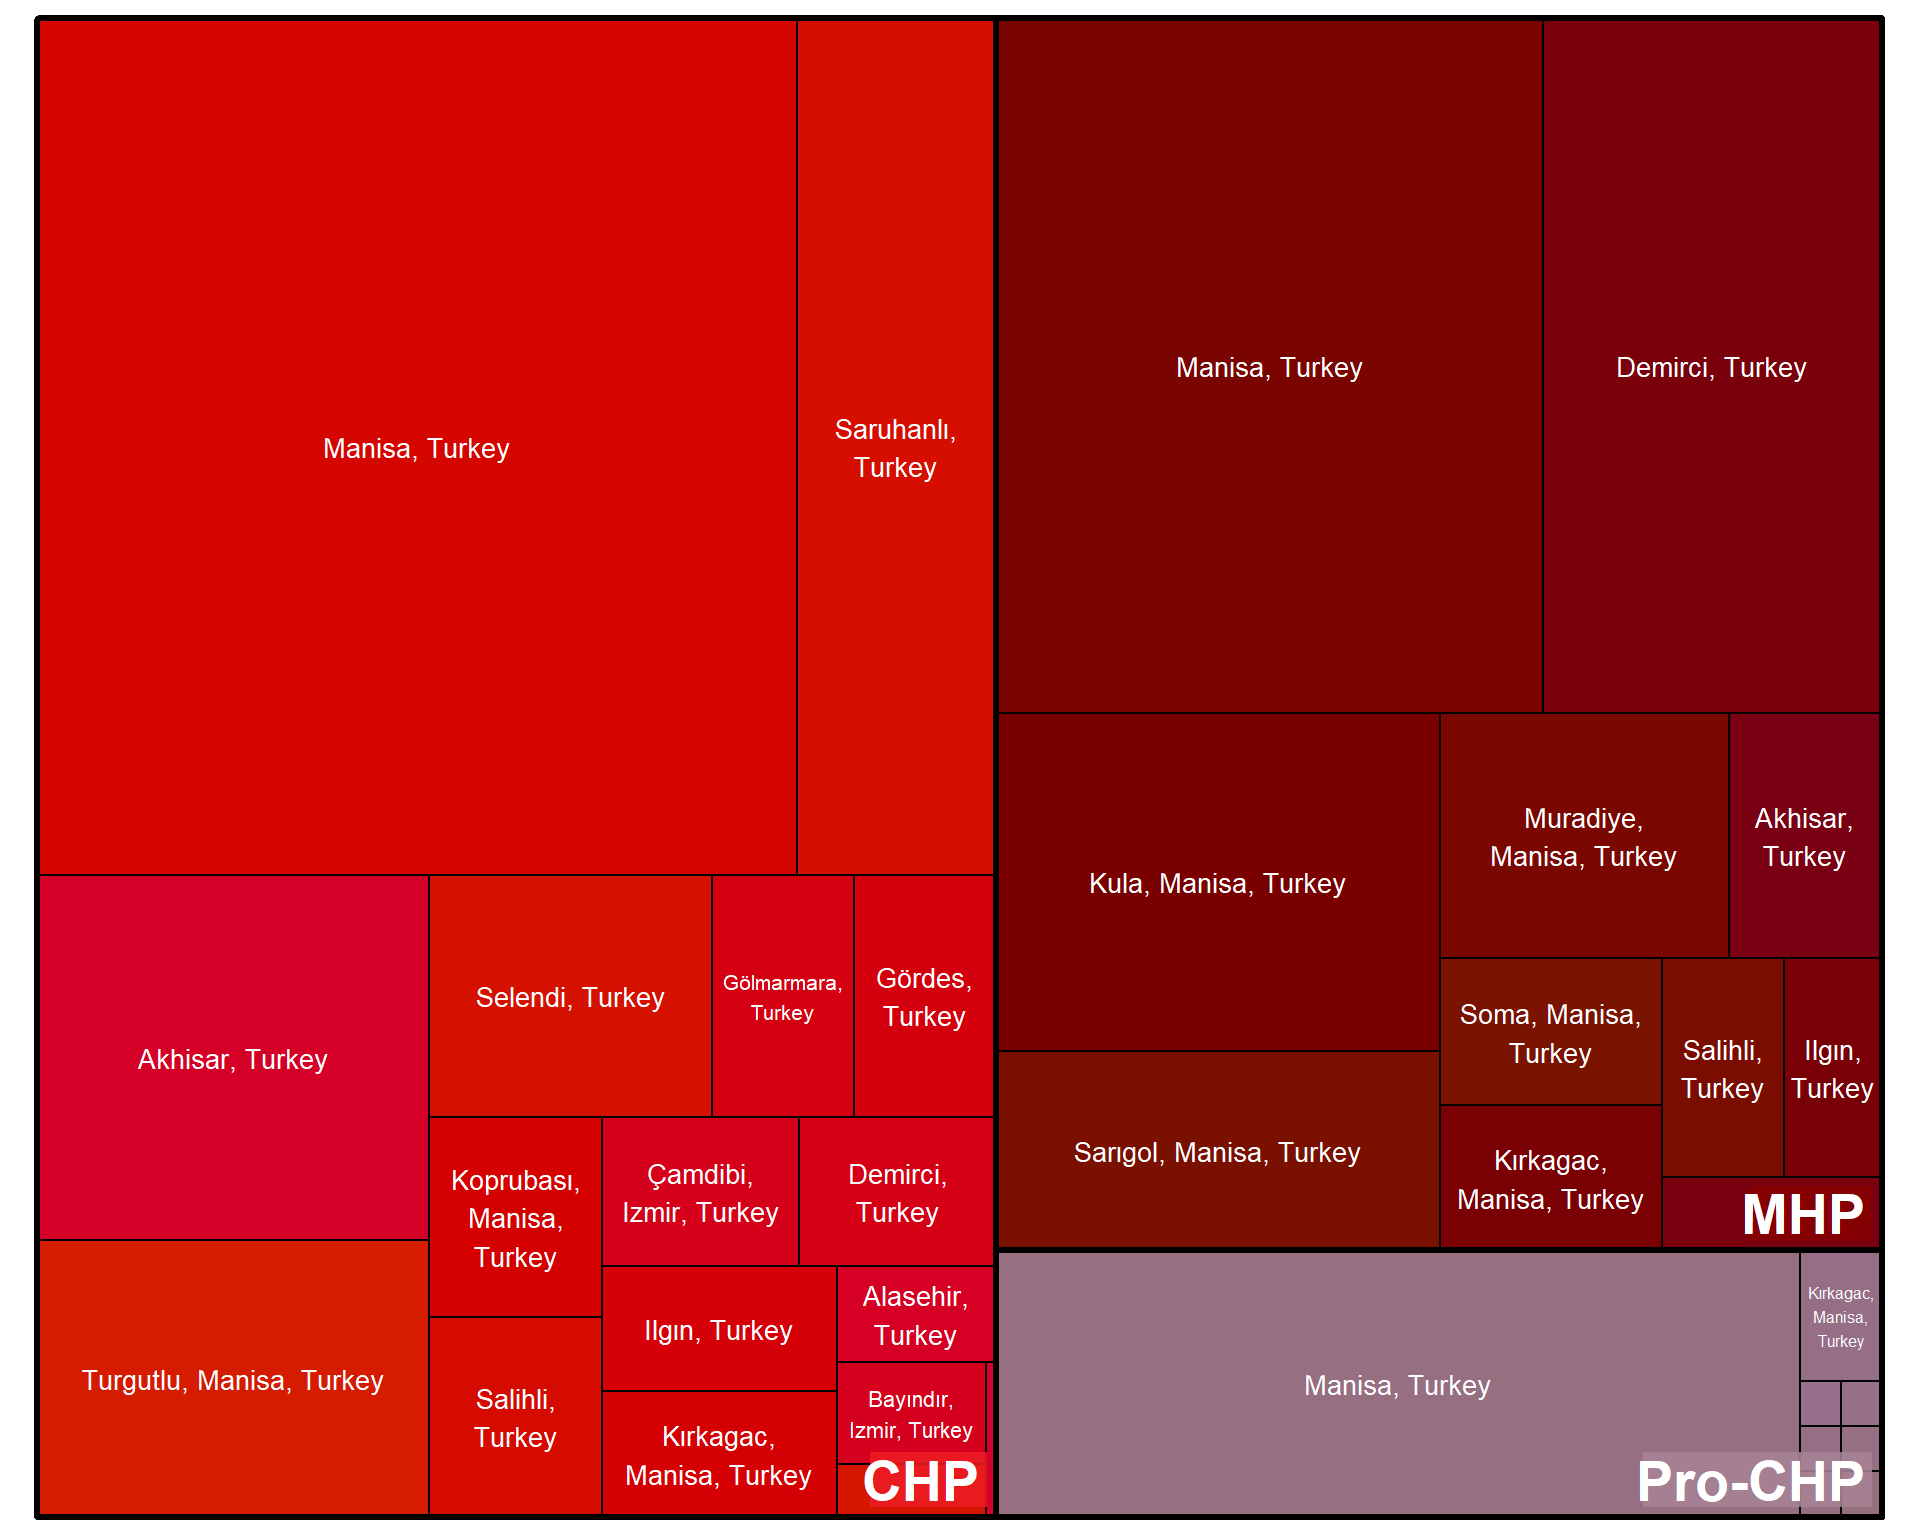 Manisa, Turkey
Saruhanlı,
Turkey
Akhisar, Turkey
Turgutlu, Manisa, Turkey
Selendi, Turkey
Gölmarmara,
Turkey
Gördes,
Turkey
Koprubası,
Manisa,
Turkey
Salihli,
Turkey
Çamdibi,
Izmir, Turkey
Demirci,
Turkey
Ilgın, Turkey
Kırkagac,
Manisa, Turkey
Alasehir,
Turkey
Bayındır,
Izmir, Turkey
CHP
Manisa, Turkey
Demirci, Turkey
Kula, Manisa, Turkey
Sarıgol, Manisa, Turkey
Muradiye,
Manisa, Turkey
Akhisar,
Turkey
Soma, Manisa,
Turkey
Kırkagac,
Manisa, Turkey
Salihli,
Turkey
Ilgın,
Turkey
MHP
Manisa, Turkey
Kırkagac,
Manisa,
Turkey
Pro-CHP